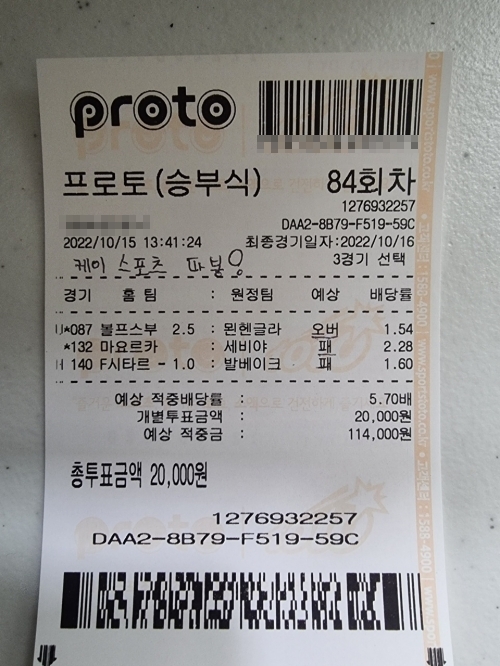 proto
프로토(승부식) 84회차
1276932257
DAA2-8B79-F519-59C
2022/10/15 13:41:24 최종경기일자:2022/10/16
케이 스포츠 파보이 3경기 선택
경기 홈팀 : 원정팀 예상 배당률
U*087 볼프스부 2.5 : 묀헨글라 오버 1.54
*132 마요르카 : 세비야 패 2.28
H 140 F시타르 - 1.0 : 발베이크 패 1.60
예상 적중배당률 : 5.70배
개별투표금액 : 20,000원
예상 적중금 : 114,000원
총투표금액 20,000원
1276932257
DAA2-8B79-F519-59C